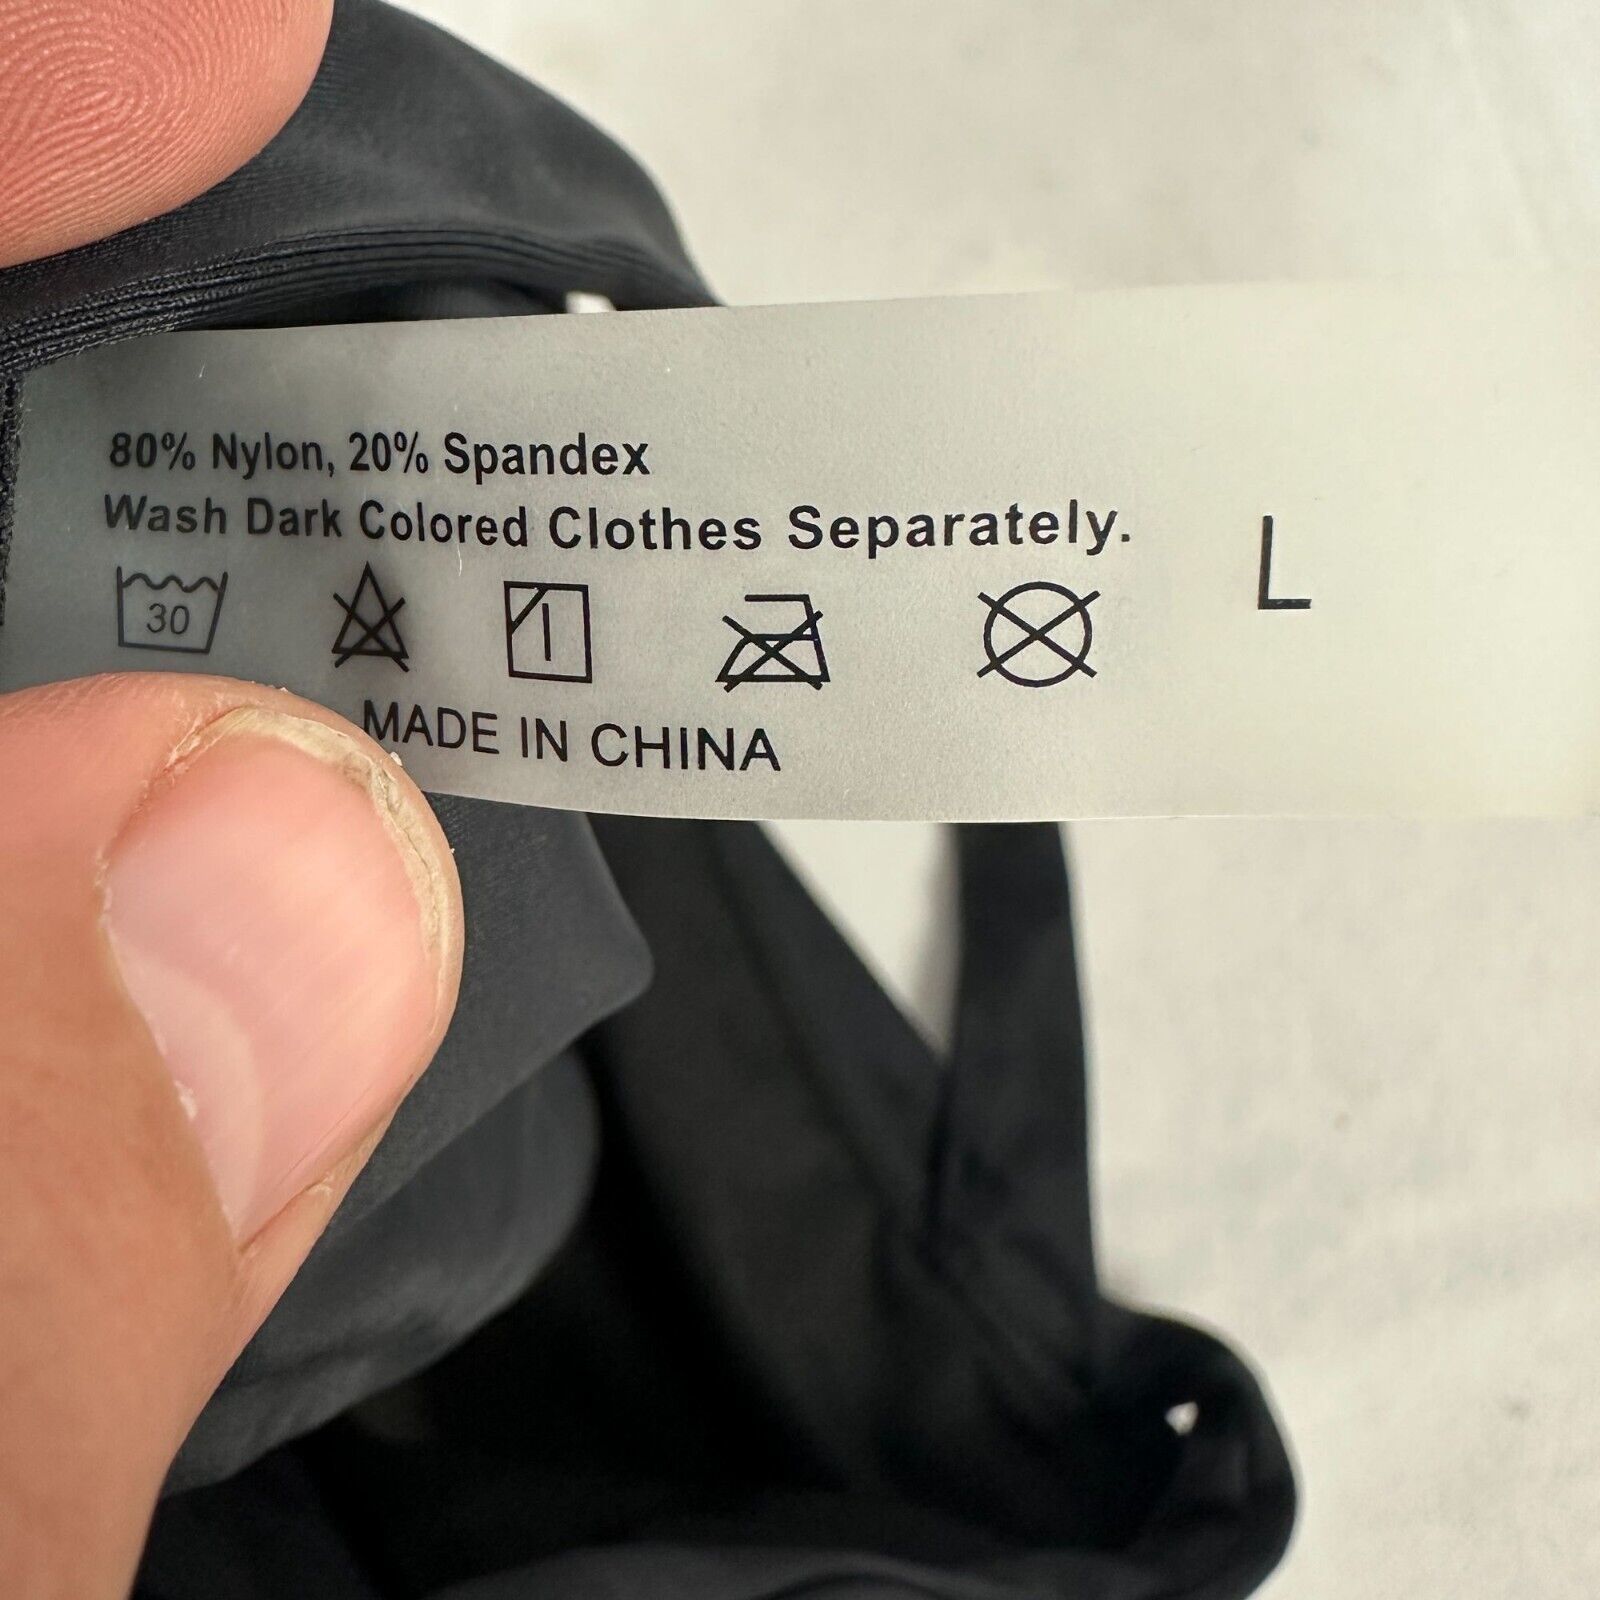 80% Nylon, 20% Spandex
Wash Dark Colored Clothes Separately.
30
L
MADE IN CHINA